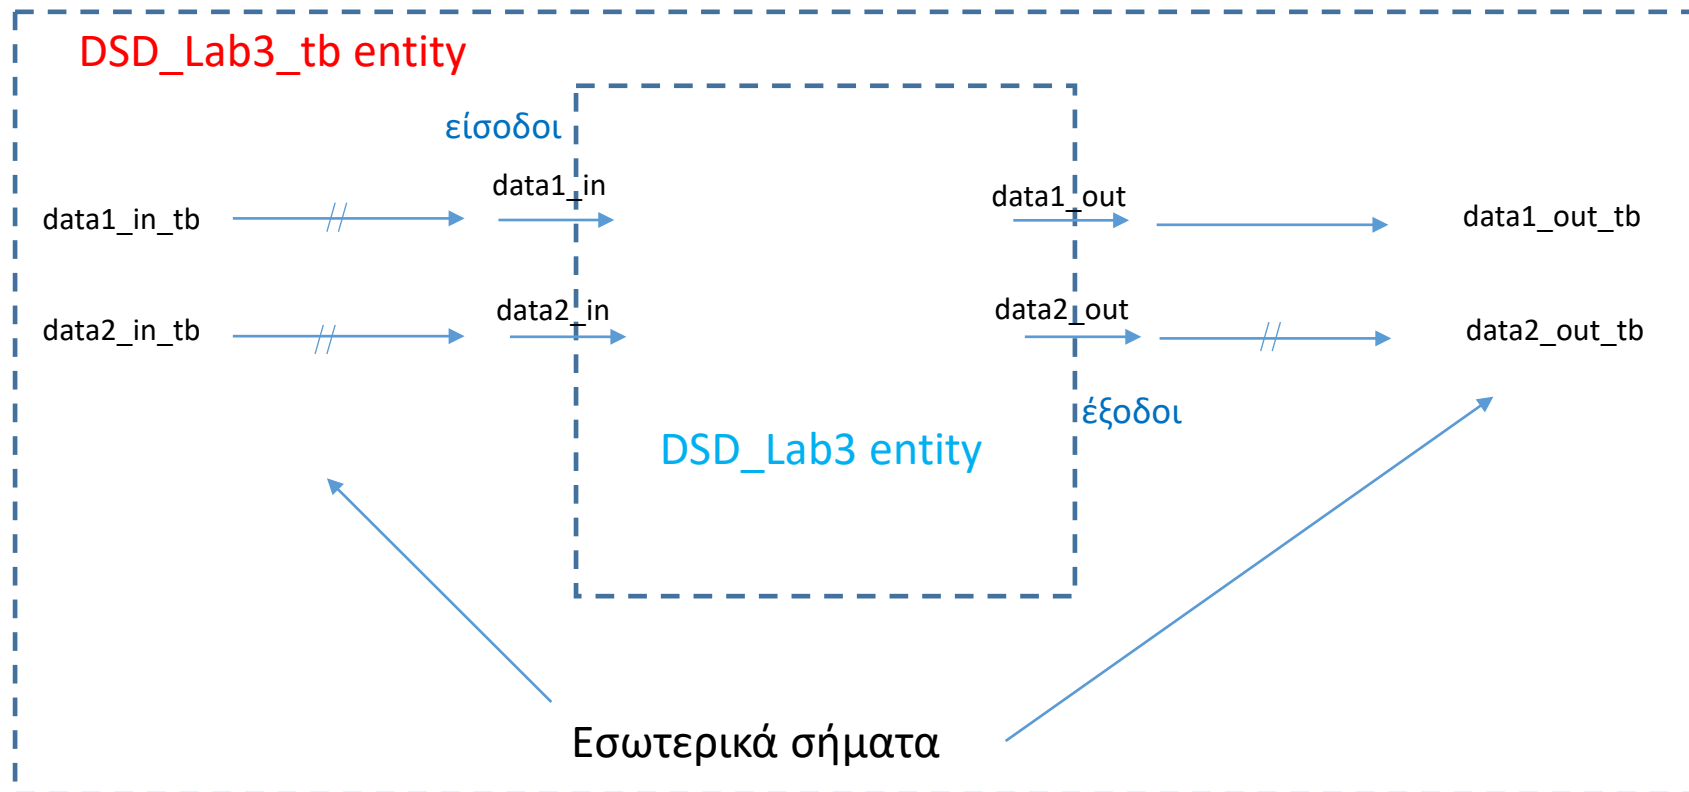 DSD_Lab3_tb entity
είσοδοι
data1_in
data1_out
data1_in_tb
data1_out_tb
data2_in
data2_out
data2_in_tb
data2_out_tb
έξοδοι
DSD_Lab3 entity
Εσωτερικά σήματα